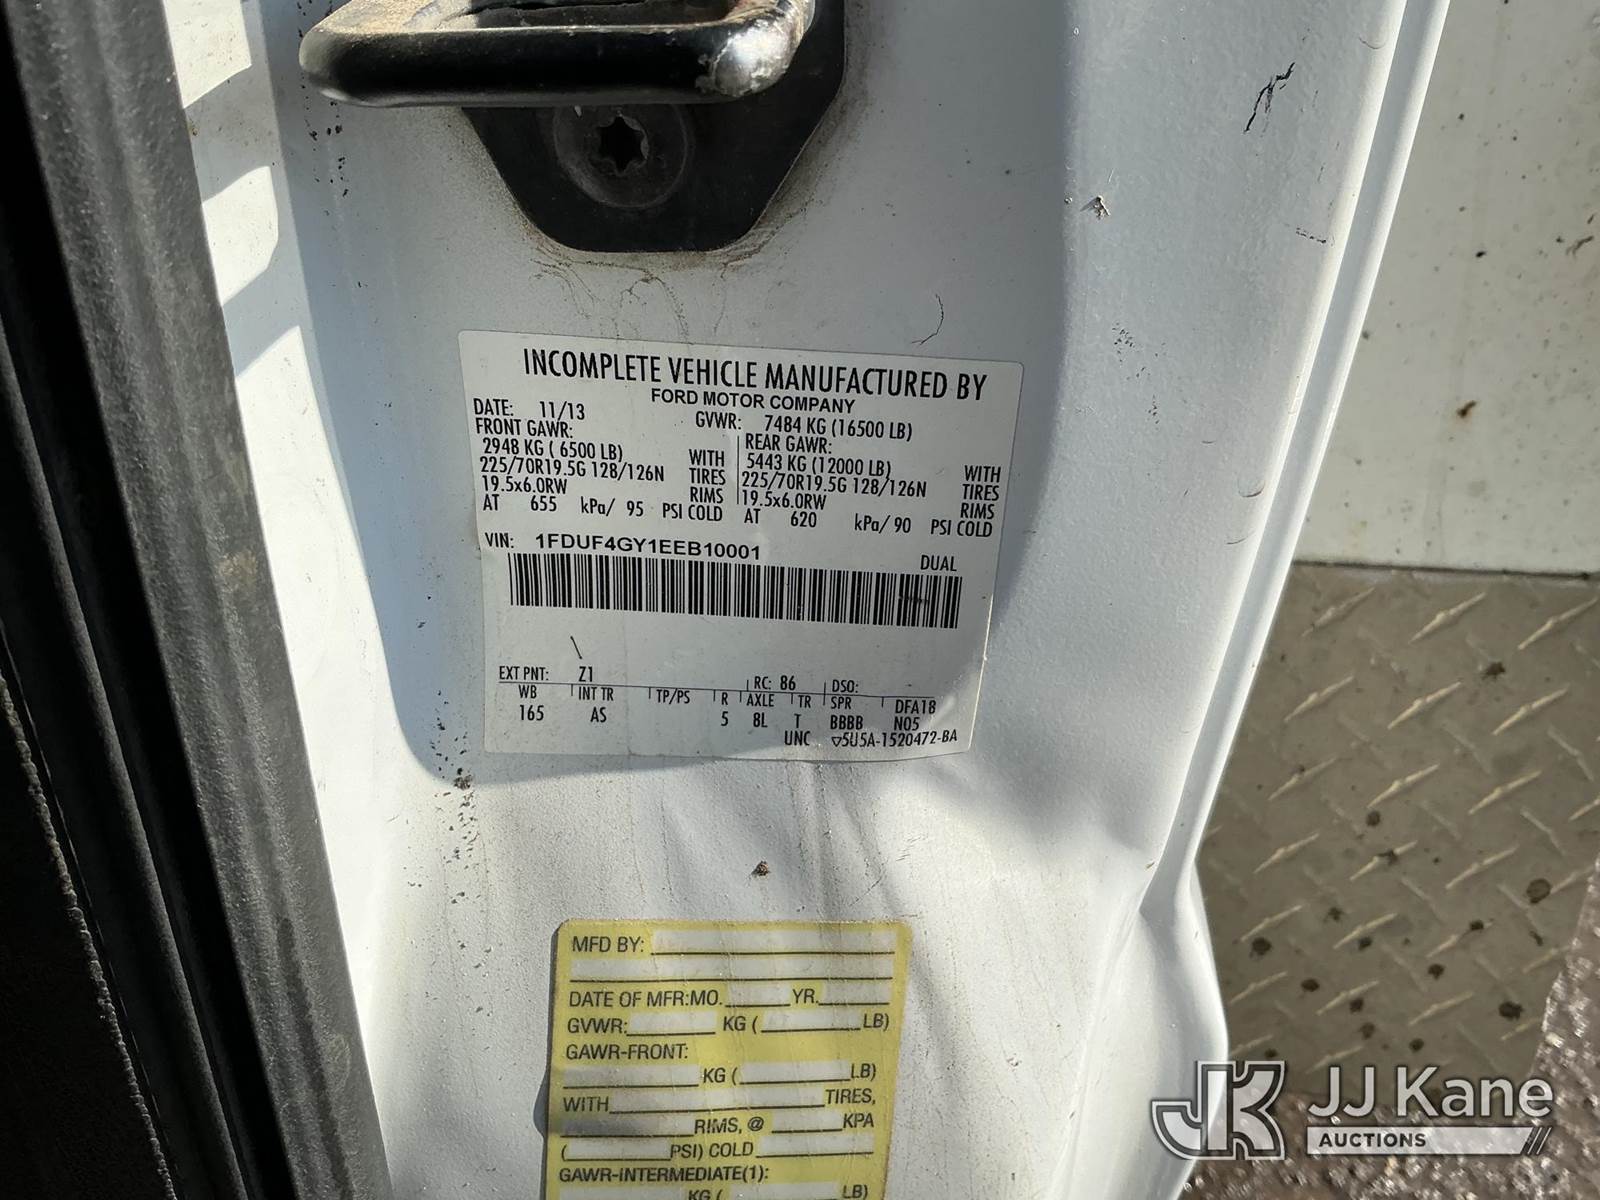 INCOMPLETE VEHICLE MANUFACTURED BY
FORD MOTOR COMPANY
DATE: 11/13 GVWR: 7484 KG (16500 LB)
FRONT GAWR: REAR GAWR:
2948 KG ( 6500 LB) WITH 5443 KG (12000 LB) WITH
225/70R19.5G 128/126N TIRES 225/70R19.5G 128/126N TIRES
19.5x6.0RW RIMS 19.5x6.0RW RIMS
AT 655 kPa/ 95 PSI COLD AT 620 kPa/ 90 PSI COLD
VIN: 1FDUF4GY1EEB10001 DUAL
EXT PNT: Z1 RC: 86 DSO:
WB INT TR TP/PS R AXLE TR SPR DFA18
165 AS 5 8L T BBBB N05
UNC ▽5U5A-1520472-BA
MFD BY:
DATE OF MFR:MO. YR.
GVWR: KG ( LB)
GAWR-FRONT:
KG ( LB)
WITH TIRES,
RIMS, @ KPA
( PSI) COLD
GAWR-INTERMEDIATE(1):
KG ( LB)
JK JJ Kane
AUCTIONS